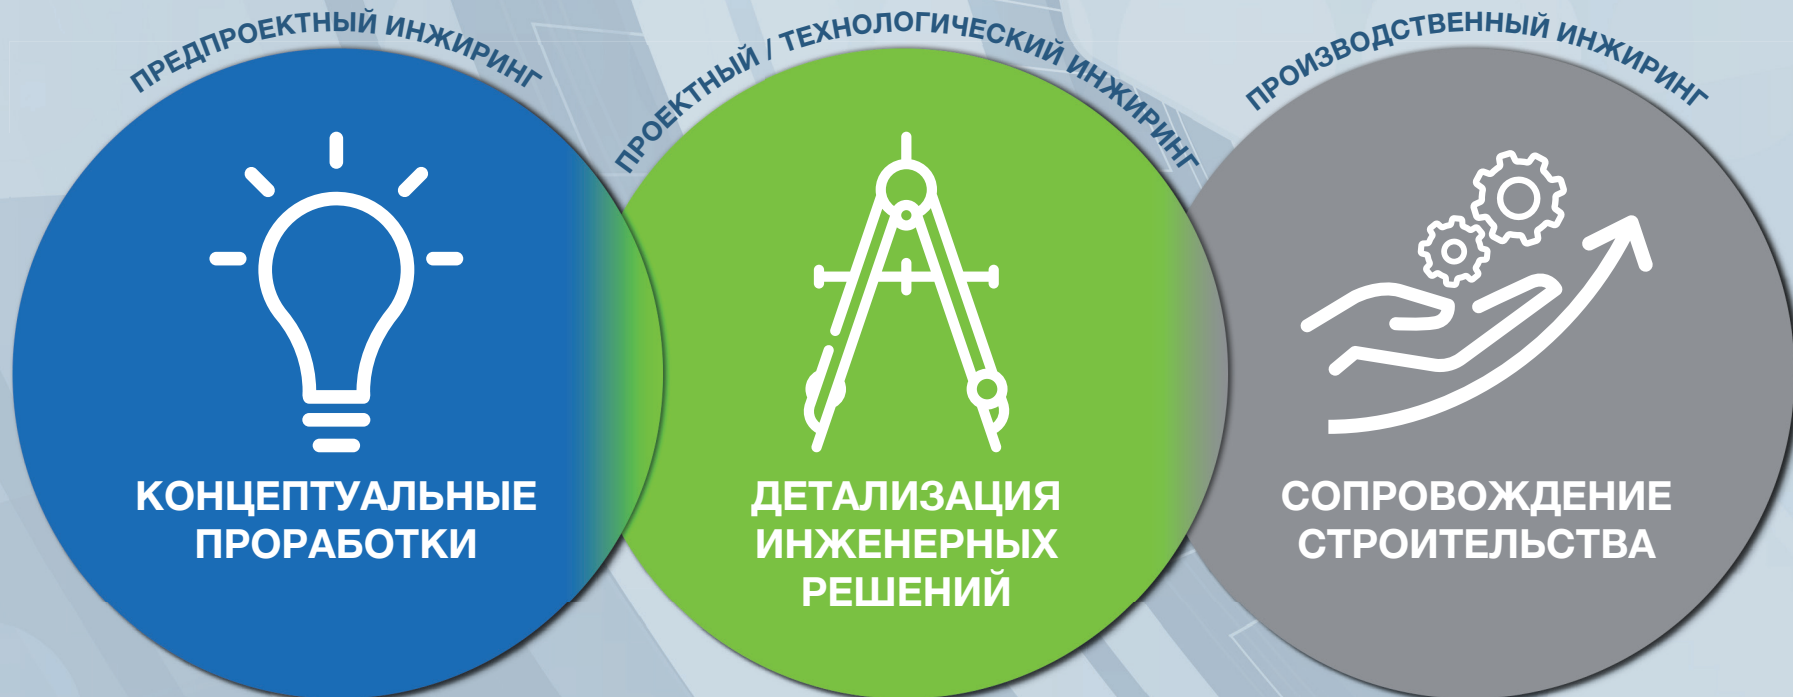 ПРЕДПРОЕКТНЫЙ ИНЖИРИНГ
ПРОЕКТНЫЙ / ТЕХНОЛОГИЧЕСКИЙ ИНЖИРИНГ
ПРОИЗВОДСТВЕННЫЙ ИНЖИРИНГ
КОНЦЕПТУАЛЬНЫЕ
ПРОРАБОТКИ
ДЕТАЛИЗАЦИЯ
ИНЖЕНЕРНЫХ
РЕШЕНИЙ
СОПРОВОЖДЕНИЕ
СТРОИТЕЛЬСТВА